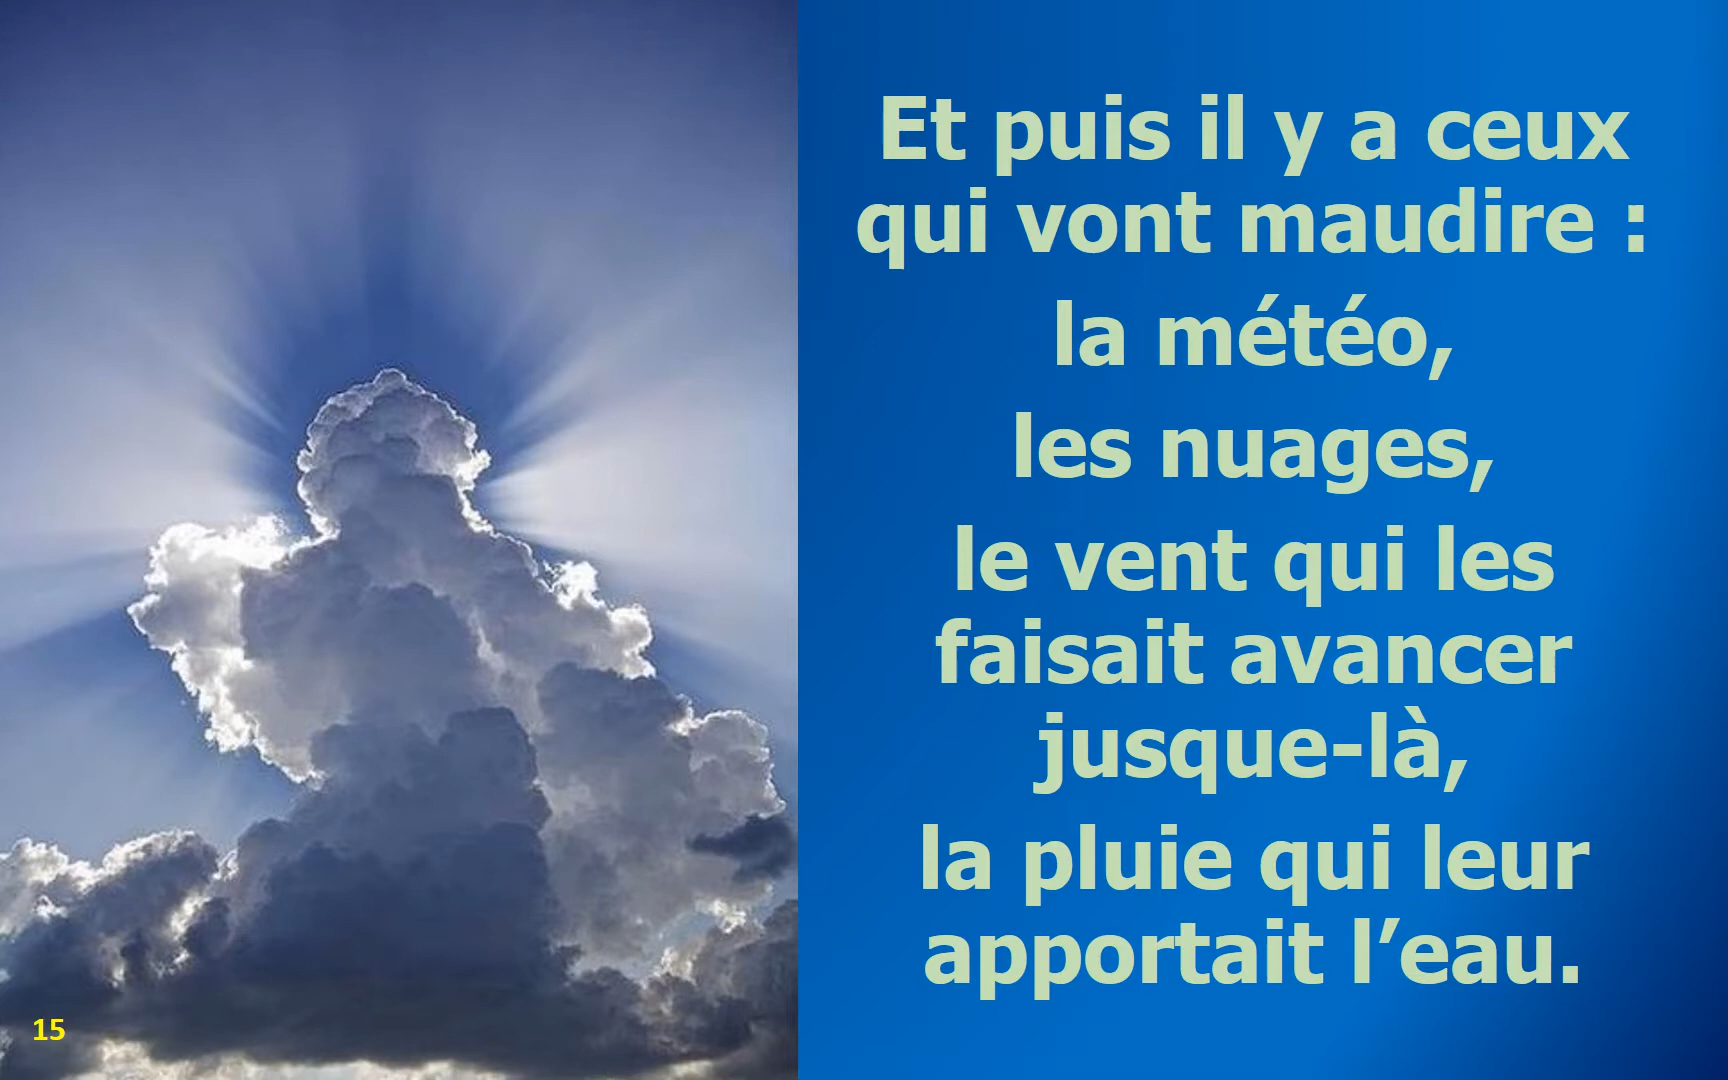 Et puis il y a ceux
qui vont maudire :
la météo,
les nuages,
le vent qui les
faisait avancer
jusque-là,
la pluie qui leur
apportait l’eau.
15